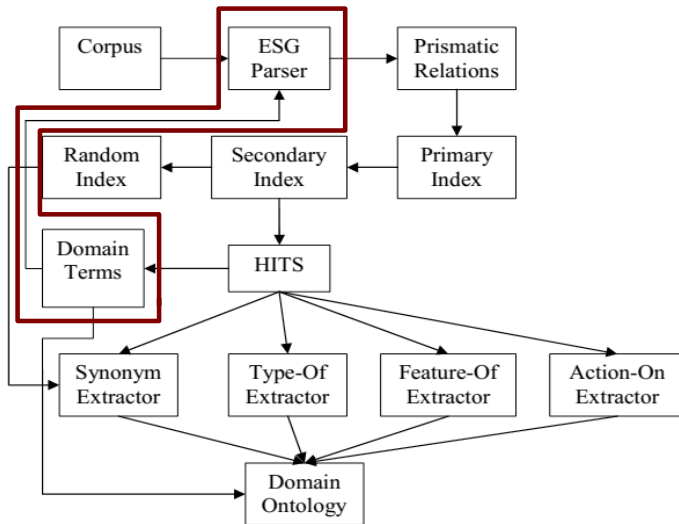 Corpus
ESG
Parser
Prismatic
Relations
Random
Index
Secondary
Index
Primary
Index
Domain
Terms
HITS
Synonym
Extractor
Type-Of
Extractor
Feature-Of
Extractor
Action-On
Extractor
Domain
Ontology